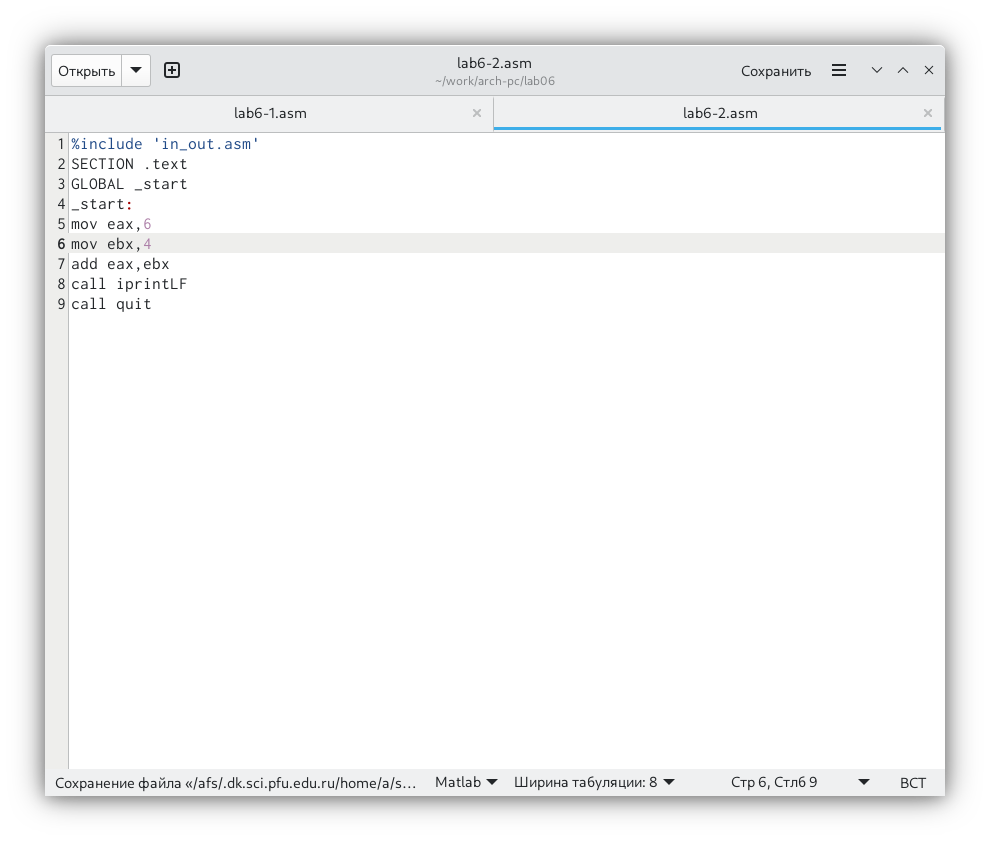 Открыть
lab6-2.asm
~/work/arch-pc/lab06
Сохранить
lab6-1.asm
lab6-2.asm
1 %include 'in_out.asm'
2 SECTION .text
3 GLOBAL _start
4 _start:
5 mov eax,6
6 mov ebx,4
7 add eax,ebx
8 call iprintLF
9 call quit
Сохранение файла «/afs/.dk.sci.pfu.edu.ru/home/a/s… Matlab Ширина табуляции: 8 Стр 6, Стлб 9 ВСТ